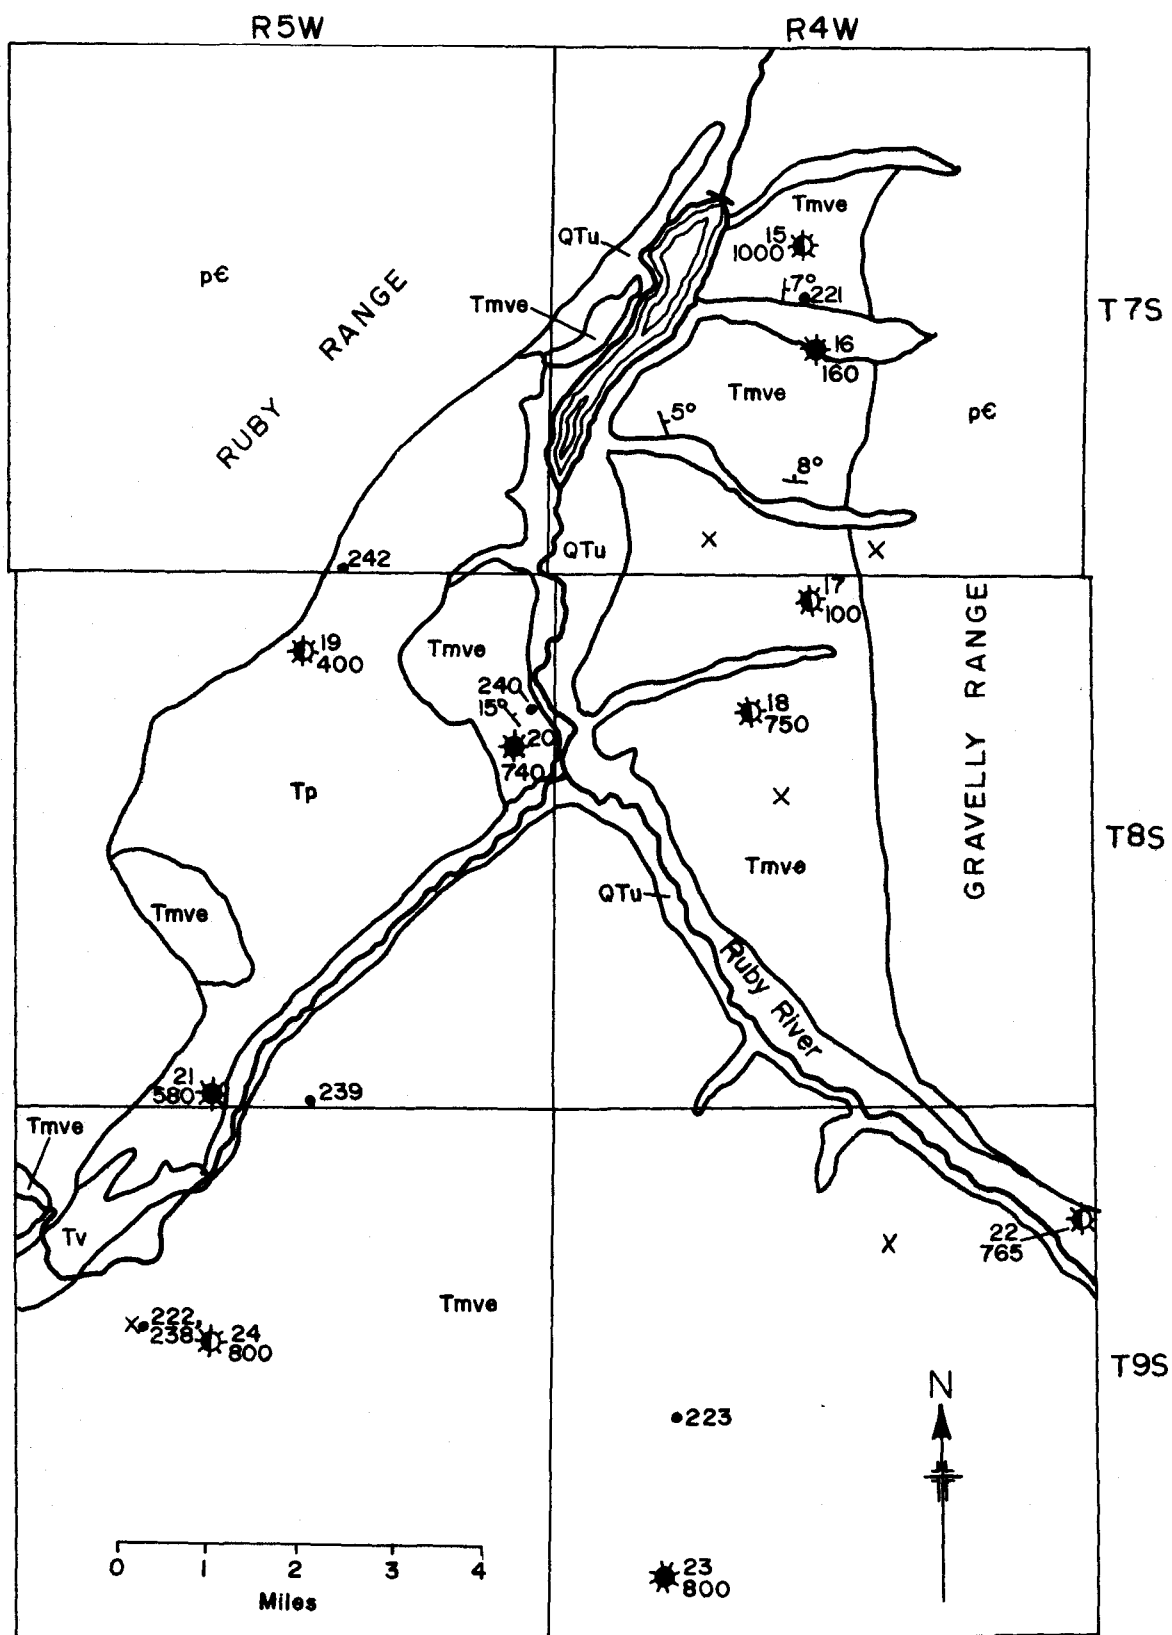 R5W
R4W
Tmve
QTu
15
1000
p€
7°
221
Tmve
T7S
RUBY RANGE
16
160
Tmve
5°
p€
8°
X
X
QTu
242
17
100
19
400
Tmve
240
15°
18
750
20
740
Tp
X
GRAVELLY RANGE
T8S
Tmve
QTu
Tmve
Ruby River
21
580
239
Tmve
Tv
22
765
X
Tmve
X 222,
238
24
800
T9S
N
223
0 1 2 3 4
Miles
23
800